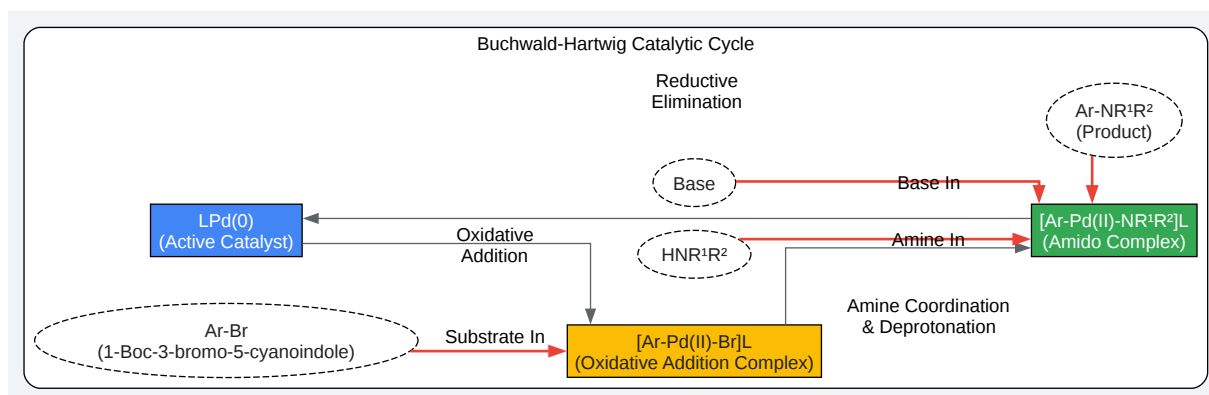 Buchwald-Hartwig Catalytic Cycle
Reductive
Elimination
Ar-NR¹R²
(Product)
Base
Base In
LPd(0)
(Active Catalyst)
[Ar-Pd(II)-NR¹R²]L
(Amido Complex)
Oxidative
Addition
HNR¹R²
Amine In
Ar-Br
(1-Boc-3-bromo-5-cyanoindole)
Substrate In
[Ar-Pd(II)-Br]L
(Oxidative Addition Complex)
Amine Coordination
& Deprotonation